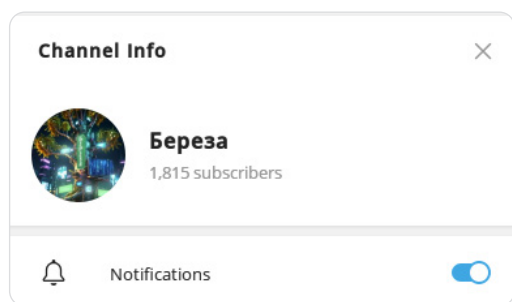 Channel Info
Береза
1,815 subscribers
Notifications